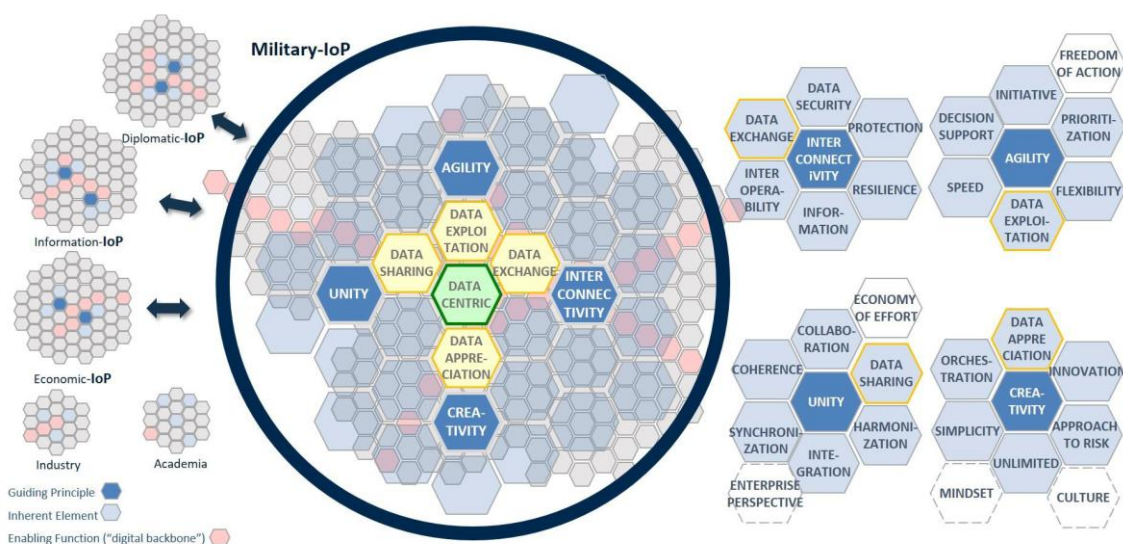 Military-IoP
Diplomatic-IoP
Information-IoP
Economic-IoP
Industry
Academia
Guiding Principle
Inherent Element
Enabling Function ("digital backbone")
AGILITY
DATA
EXPLOI
TATION
DATA
SHARING
DATA
EXCHANGE
UNITY
DATA
CENTRIC
INTER
CONNEC
TIVITY
DATA
APPRE-
CIATION
CREA-
TIVITY
DATA
SECURITY
DATA
EXCHANGE
PROTECTION
INTER
CONNECT
iVITY
INTER
OPERA-
BILITY
RESILIENCE
INFOR-
MATION
FREEDOM
OF ACTION
INITIATIVE
DECISION
SUPPORT
PRIORITI-
ZATION
AGILITY
SPEED
FLEXIBILITY
DATA
EXPLOI-
TATION
ECONOMY
OF EFFORT
COLLABO-
RATION
COHERENCE
DATA
SHARING
UNITY
SYNCHRONI-
ZATION
HARMONI-
ZATION
INTE-
GRATION
ENTERPRISE
PERSPECTIVE
DATA
APPRE
CIATION
ORCHES-
TRATION
INNOVATION
CREA-
TIVITY
SIMPLICITY
APPROACH
TO RISK
UNLIMITED
MINDSET
CULTURE